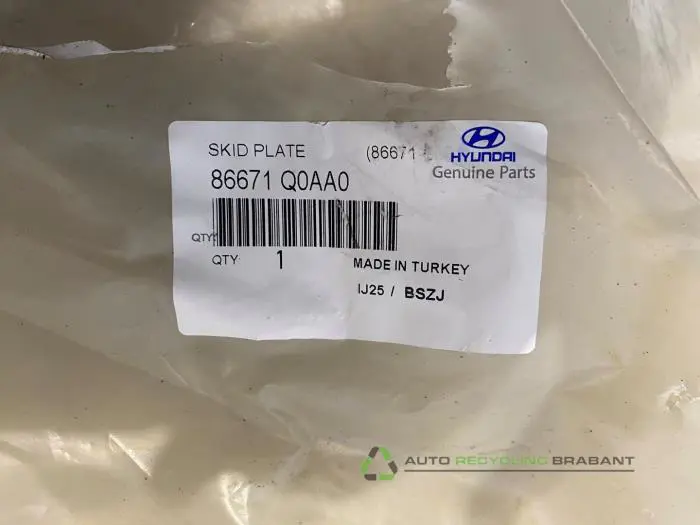 SKID PLATE (86671
HYUNDAI
86671 Q0AA0
Genuine Parts
QTY
QTY 1
MADE IN TURKEY
IJ25 / BSZJ
AUTO RECYCLING BRABANT